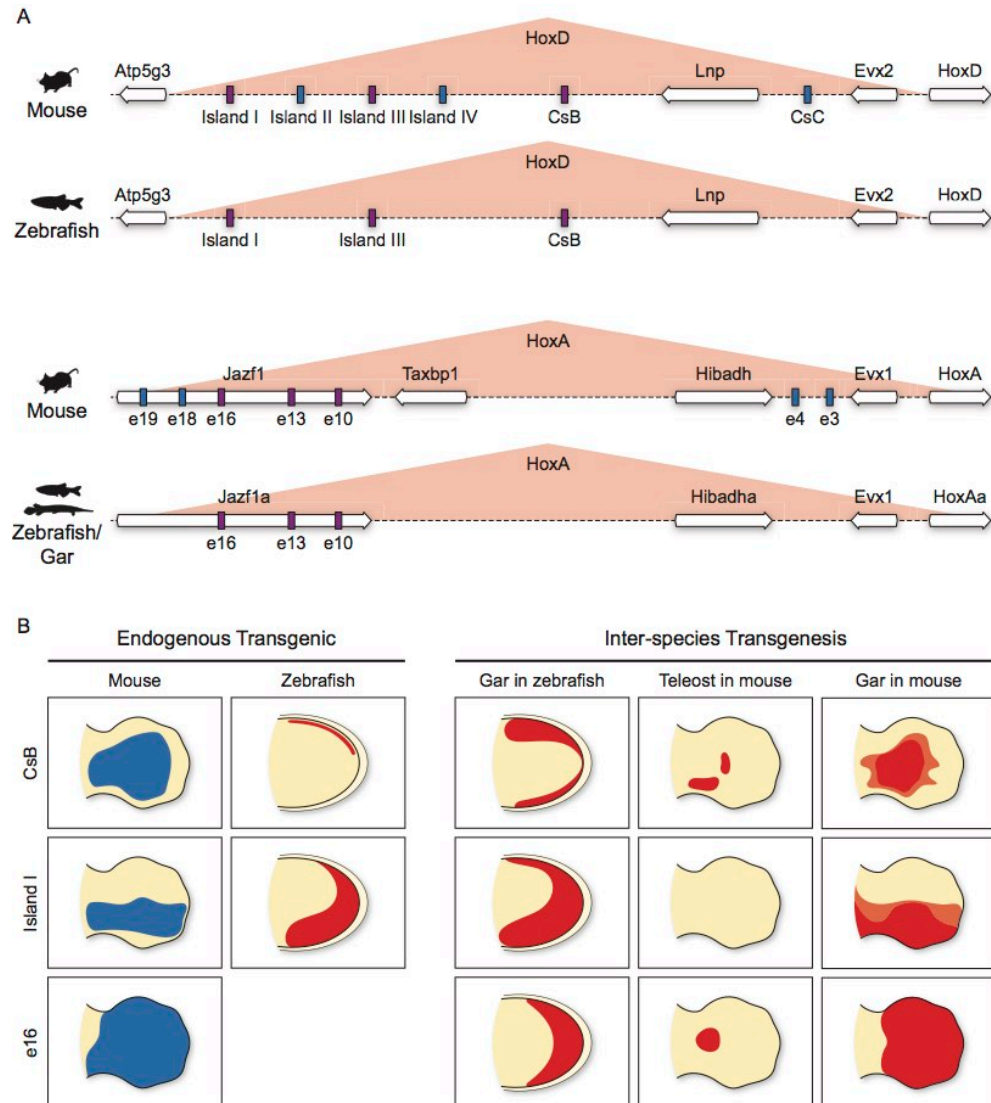 A
HoxD
Atp5g3 Lnp Evx2 HoxD
Mouse
Island I Island II Island III Island IV CsB CsC
HoxD
Atp5g3 Lnp Evx2 HoxD
Zebrafish
Island I Island III CsB
HoxA
Jazf1 Taxbp1 Hibadh Evx1 HoxA
Mouse
e19 e18 e16 e13 e10 e4 e3
HoxA
Jazf1a Hibadha Evx1 HoxAa
Zebrafish/
Gar
e16 e13 e10
B
Endogenous Transgenic Inter-species Transgenesis
Mouse Zebrafish Gar in zebrafish Teleost in mouse Gar in mouse
CsB
Island I
e16